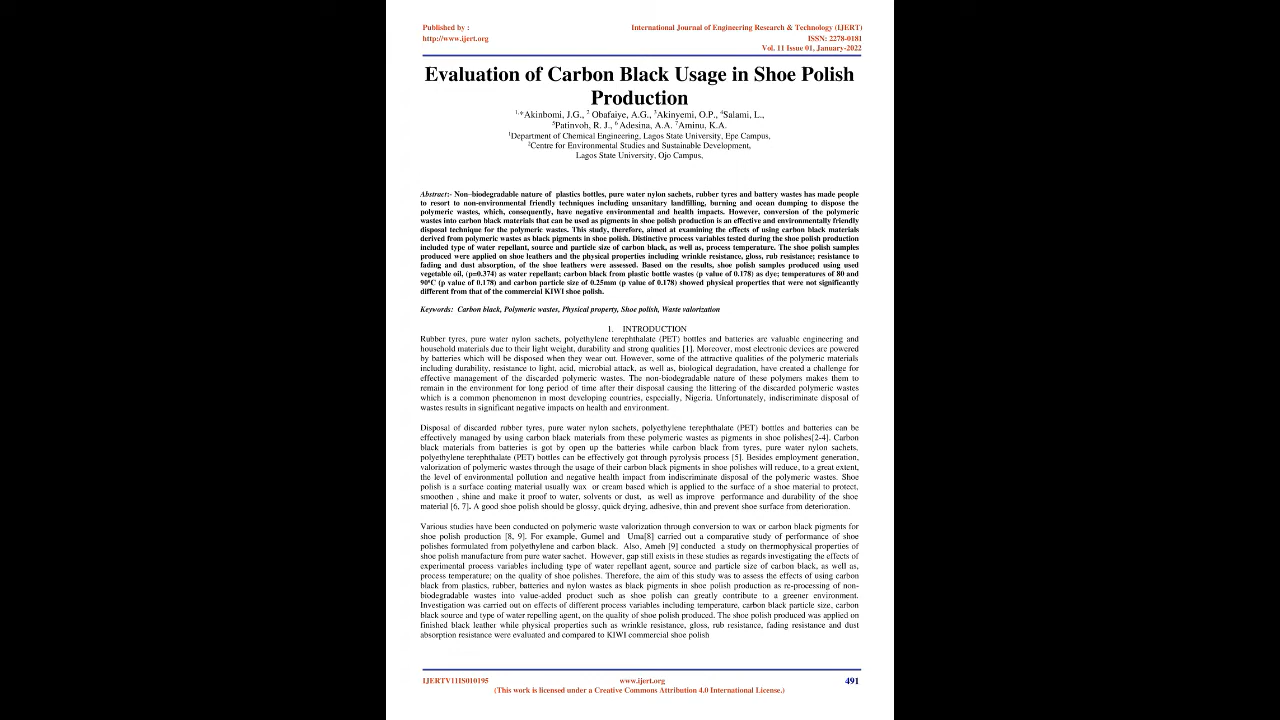 Published by :
http://www.ijert.org
International Journal of Engineering Research & Technology (IJERT)
ISSN: 2278-0181
Vol. 11 Issue 01, January-2022
Evaluation of Carbon Black Usage in Shoe Polish
Production
1,*Akinbomi, J.G., 2 Obafaiye, A.G., 3Akinyemi, O.P., 4Salami, L.,
5Patinvoh, R. J., 6 Adesina, A.A. 7Aminu, K.A.
1Department of Chemical Engineering, Lagos State University, Epe Campus,
2Centre for Environmental Studies and Sustainable Development,
Lagos State University, Ojo Campus,
Abstract:- Non–biodegradable nature of plastics bottles, pure water nylon sachets, rubber tyres and battery wastes has made people
to resort to non-environmental friendly techniques including unsanitary landfilling, burning and ocean dumping to dispose the
polymeric wastes, which, consequently, have negative environmental and health impacts. However, conversion of the polymeric
wastes into carbon black materials that can be used as pigments in shoe polish production is an effective and environmentally friendly
disposal technique for the polymeric wastes. This study, therefore, aimed at examining the effects of using carbon black materials
derived from polymeric wastes as black pigments in shoe polish. Distinctive process variables tested during the shoe polish production
included type of water repellant, source and particle size of carbon black, as well as, process temperature. The shoe polish samples
produced were applied on shoe leathers and the physical properties including wrinkle resistance, gloss, rub resistance; resistance to
fading and dust absorption, of the shoe leathers were assessed. Based on the results, shoe polish samples produced using used
vegetable oil, (p=0.374) as water repellant; carbon black from plastic bottle wastes (p value of 0.178) as dye; temperatures of 80 and
90°C (p value of 0.178) and carbon particle size of 0.25mm (p value of 0.178) showed physical properties that were not significantly
different from that of the commercial KIWI shoe polish.
Keywords: Carbon black, Polymeric wastes, Physical property, Shoe polish, Waste valorization
1. INTRODUCTION
Rubber tyres, pure water nylon sachets, polyethylene terephthalate (PET) bottles and batteries are valuable engineering and
household materials due to their light weight, durability and strong qualities [1]. Moreover, most electronic devices are powered
by batteries which will be disposed when they wear out. However, some of the attractive qualities of the polymeric materials
including durability, resistance to light, acid, microbial attack, as well as, biological degradation, have created a challenge for
effective management of the discarded polymeric wastes. The non-biodegradable nature of these polymers makes them to
remain in the environment for long period of time after their disposal causing the littering of the discarded polymeric wastes
which is a common phenomenon in most developing countries, especially, Nigeria. Unfortunately, indiscriminate disposal of
wastes results in significant negative impacts on health and environment.
Disposal of discarded rubber tyres, pure water nylon sachets, polyethylene terephthalate (PET) bottles and batteries can be
effectively managed by using carbon black materials from these polymeric wastes as pigments in shoe polishes[2-4]. Carbon
black materials from batteries is got by open up the batteries while carbon black from tyres, pure water nylon sachets,
polyethylene terephthalate (PET) bottles can be effectively got through pyrolysis process [5]. Besides employment generation,
valorization of polymeric wastes through the usage of their carbon black pigments in shoe polishes will reduce, to a great extent,
the level of environmental pollution and negative health impact from indiscriminate disposal of the polymeric wastes. Shoe
polish is a surface coating material usually wax or cream based which is applied to the surface of a shoe material to protect,
smoothen , shine and make it proof to water, solvents or dust, as well as improve performance and durability of the shoe
material [6, 7]. A good shoe polish should be glossy, quick drying, adhesive, thin and prevent shoe surface from deterioration.
Various studies have been conducted on polymeric waste valorization through conversion to wax or carbon black pigments for
shoe polish production [8, 9]. For example, Gumel and Uma[8] carried out a comparative study of performance of shoe
polishes formulated from polyethylene and carbon black. Also, Ameh [9] conducted a study on thermophysical properties of
shoe polish manufacture from pure water sachet. However, gap still exists in these studies as regards investigating the effects of
experimental process variables including type of water repellant agent, source and particle size of carbon black, as well as,
process temperature; on the quality of shoe polishes. Therefore, the aim of this study was to assess the effects of using carbon
black from plastics, rubber, batteries and nylon wastes as black pigments in shoe polish production as re-processing of non-
biodegradable wastes into value-added product such as shoe polish can greatly contribute to a greener environment.
Investigation was carried out on effects of different process variables including temperature, carbon black particle size, carbon
black source and type of water repelling agent, on the quality of shoe polish produced. The shoe polish produced was applied on
finished black leather while physical properties such as wrinkle resistance, gloss, rub resistance, fading resistance and dust
absorption resistance were evaluated and compared to KIWI commercial shoe polish
IJERTV11IS010195
www.ijert.org
491
(This work is licensed under a Creative Commons Attribution 4.0 International License.)